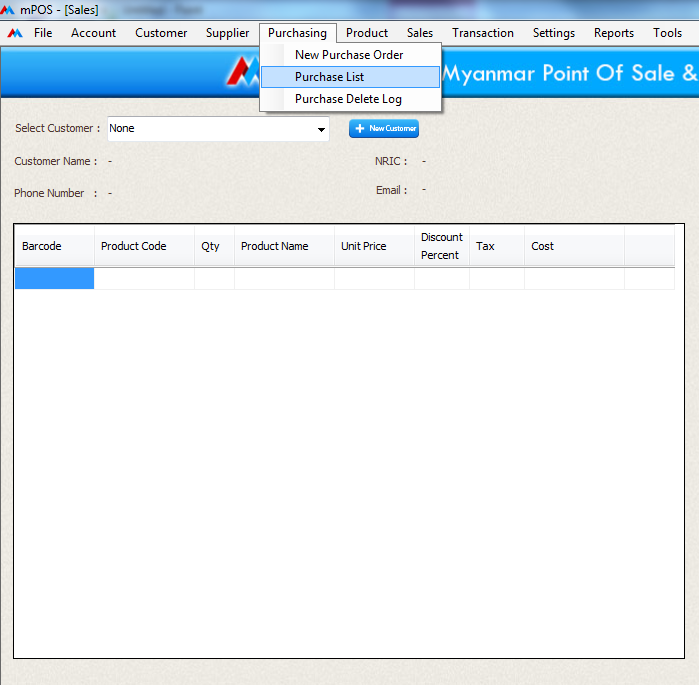 mPOS - [Sales]
File Account Customer Supplier Purchasing Product Sales Transaction Settings Reports Tools
New Purchase Order
Purchase List
Purchase Delete Log
Myanmar Point Of Sale &
Select Customer : None
New Customer
Customer Name : -
NRIC : -
Phone Number : -
Email : -
Barcode Product Code Qty Product Name Unit Price Discount Percent Tax Cost